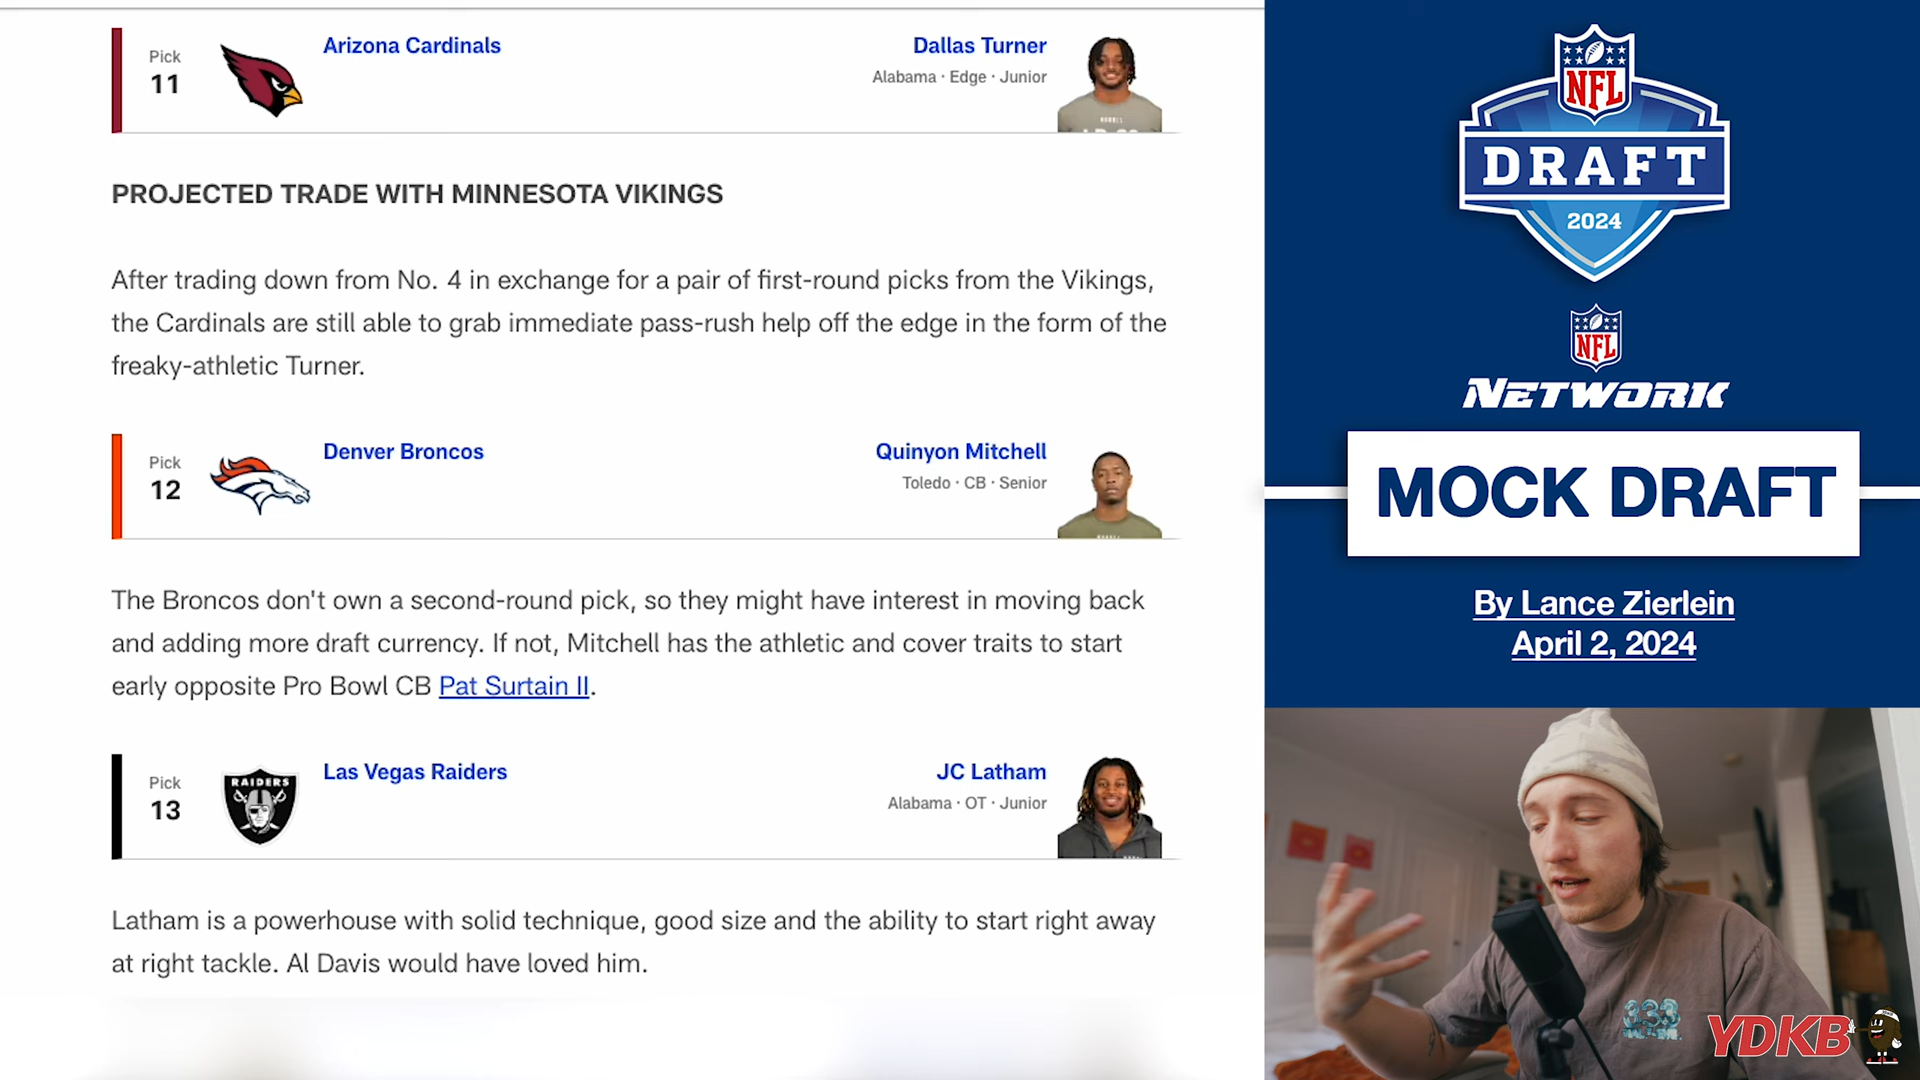 Pick
11
Arizona Cardinals
Dallas Turner
Alabama · Edge · Junior
PROJECTED TRADE WITH MINNESOTA VIKINGS
After trading down from No. 4 in exchange for a pair of first-round picks from the Vikings,
the Cardinals are still able to grab immediate pass-rush help off the edge in the form of the
freaky-athletic Turner.
Pick
12
Denver Broncos
Quinyon Mitchell
Toledo · CB · Senior
The Broncos don't own a second-round pick, so they might have interest in moving back
and adding more draft currency. If not, Mitchell has the athletic and cover traits to start
early opposite Pro Bowl CB Pat Surtain II.
Pick
13
RAIDERS
Las Vegas Raiders
JC Latham
Alabama · OT · Junior
Latham is a powerhouse with solid technique, good size and the ability to start right away
at right tackle. Al Davis would have loved him.
NFL
DRAFT
2024
NFL
NETWORK
MOCK DRAFT
By Lance Zierlein
April 2, 2024
333
YDKB